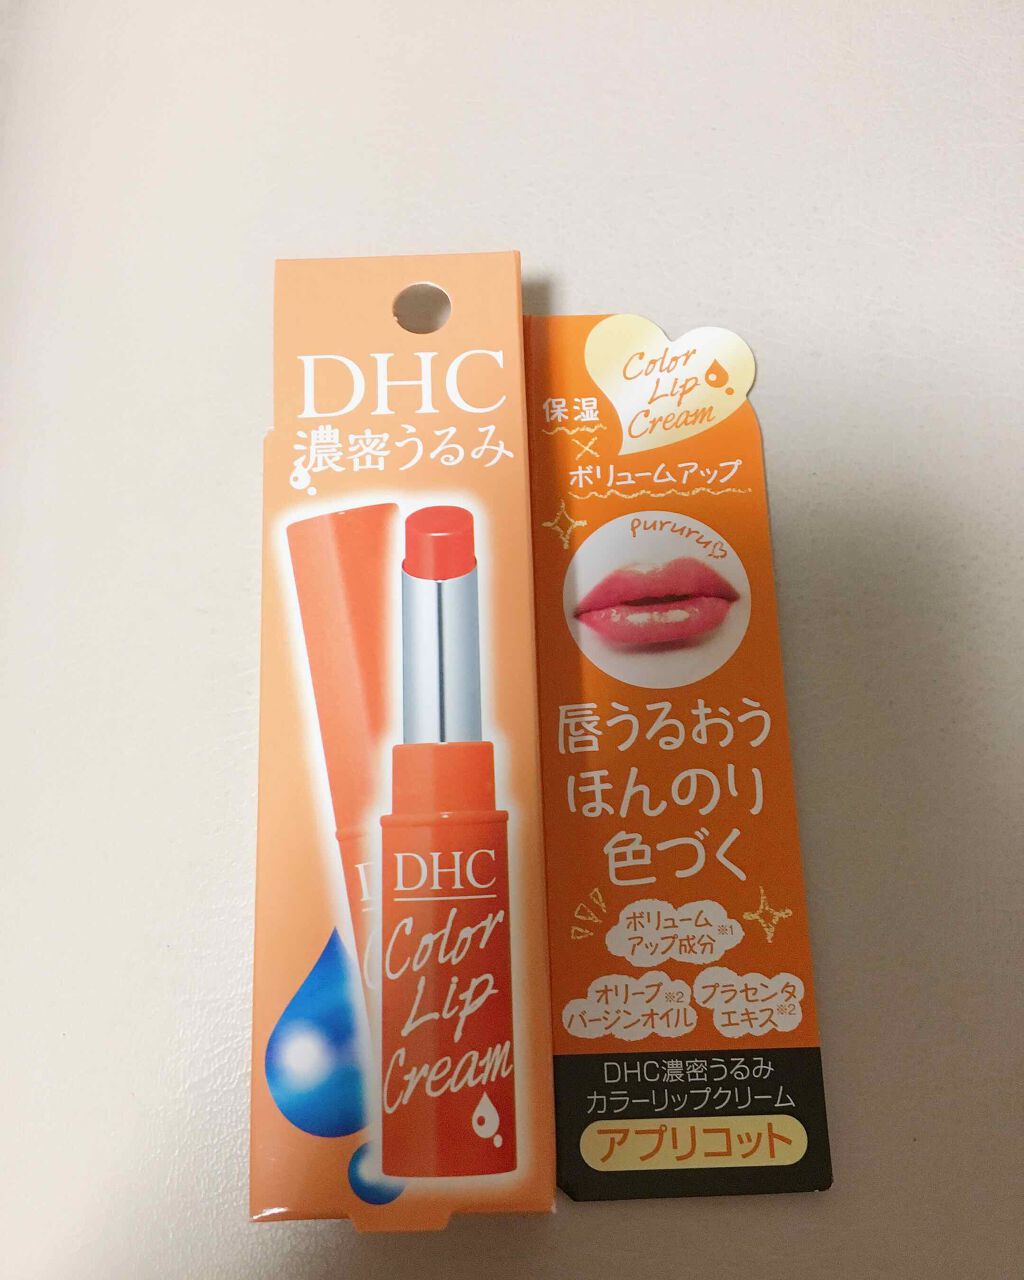 DHC
濃密うるみ
DHC
Color
Lip
Cream
Color
Lip
Cream
保湿
×
ボリュームアップ
pururu
唇うるおう
ほんのり
色づく
ボリューム
アップ成分※1
オリーブ※2
バージンオイル
プラセンタ
エキス※2
DHC濃密うるみ
カラーリップクリーム
アプリコット